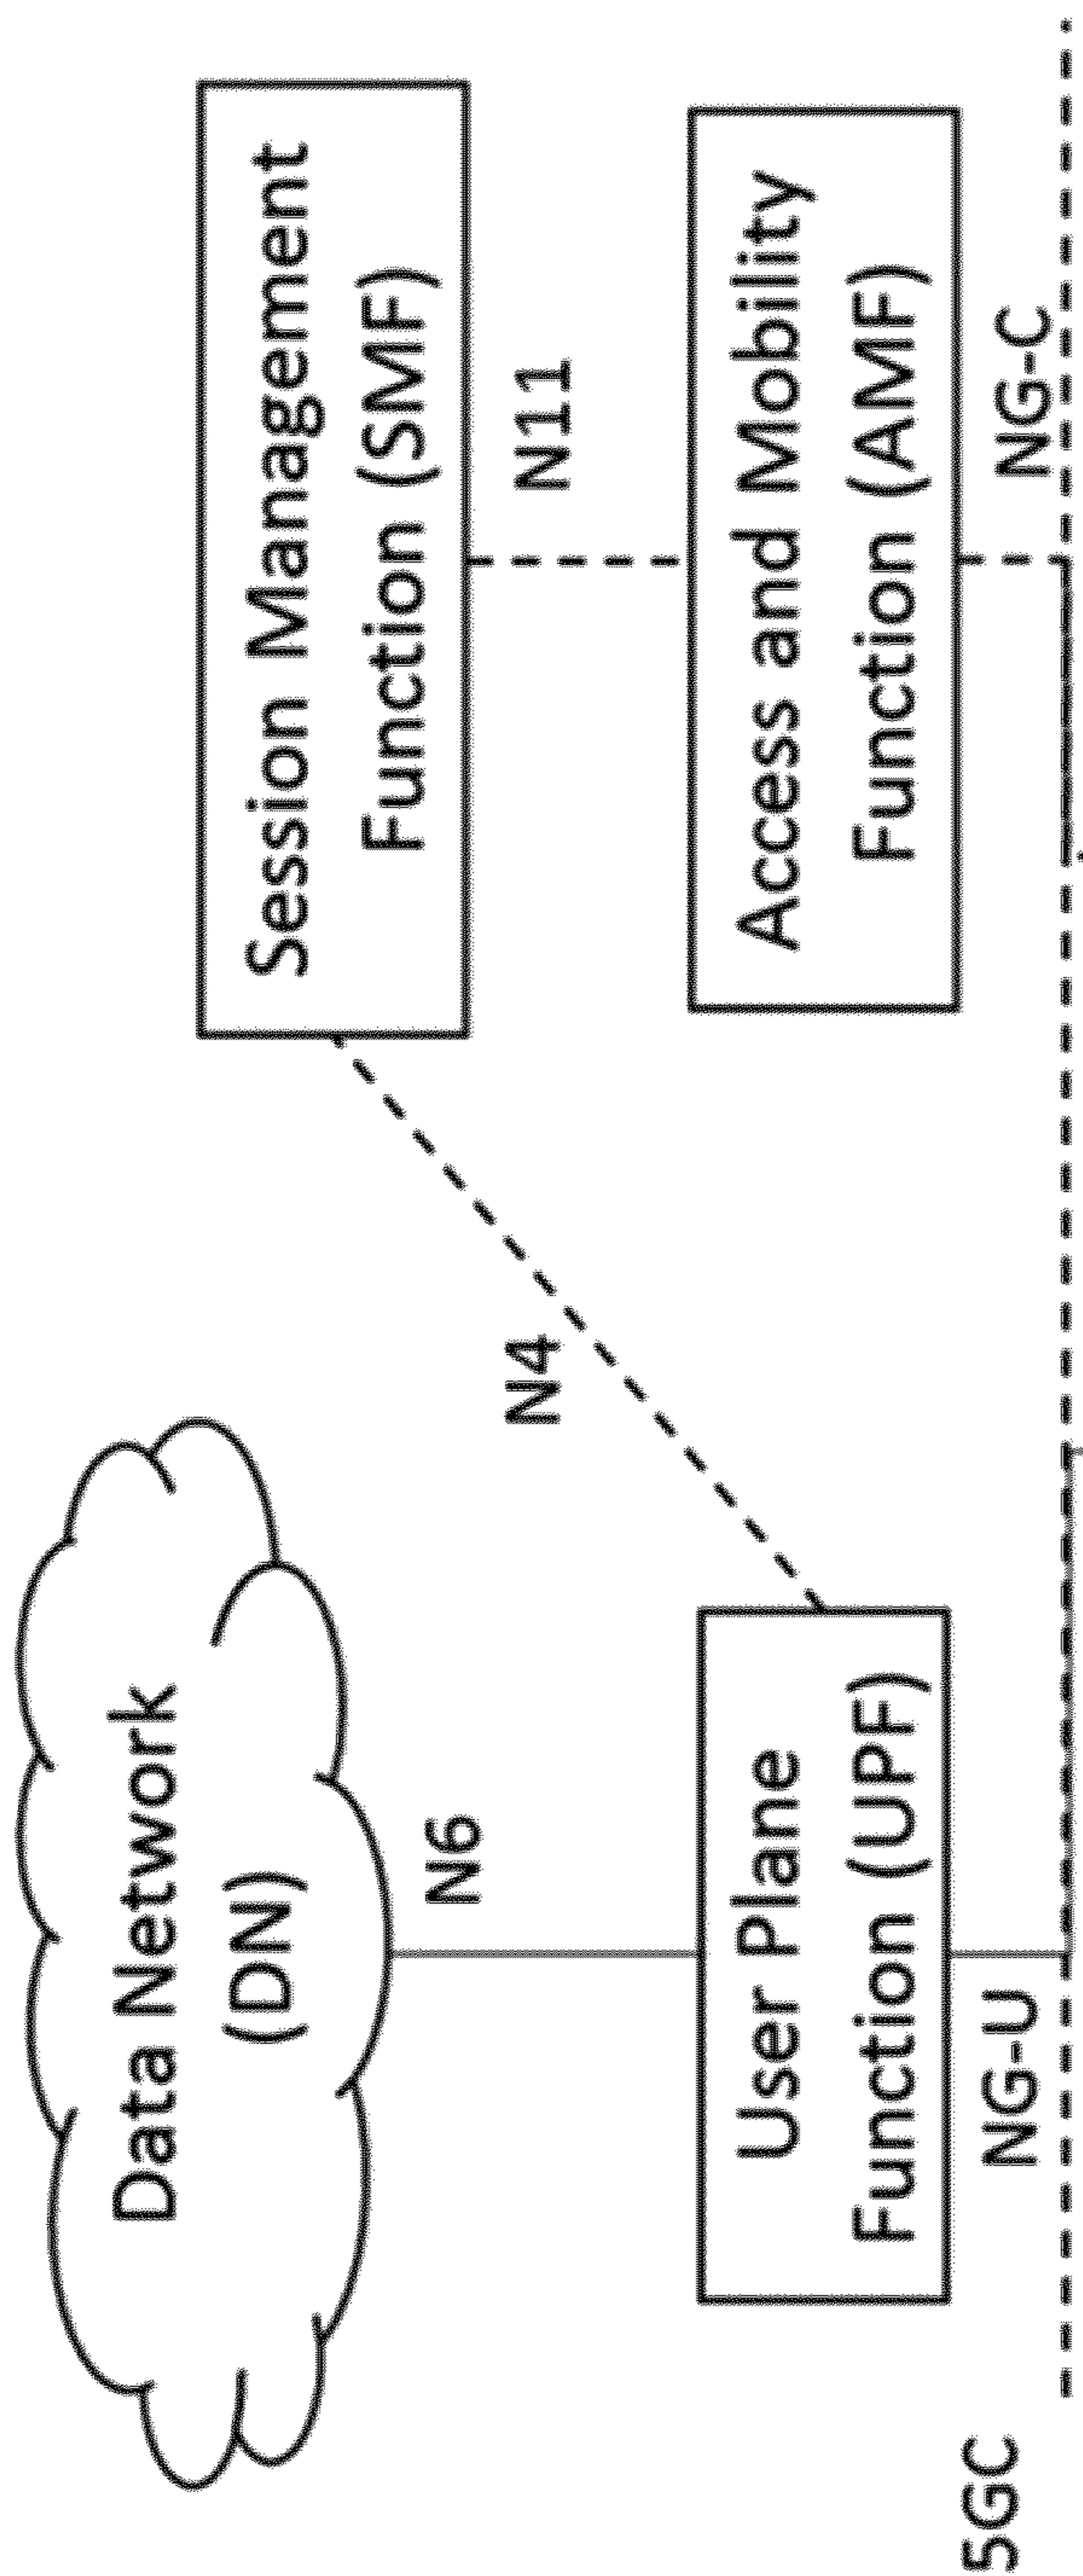 Data Network
(DN)
Session Management
Function (SMF)
N6
N4
N11
User Plane
Function (UPF)
Access and Mobility
Function (AMF)
NG-U
NG-C
5GC